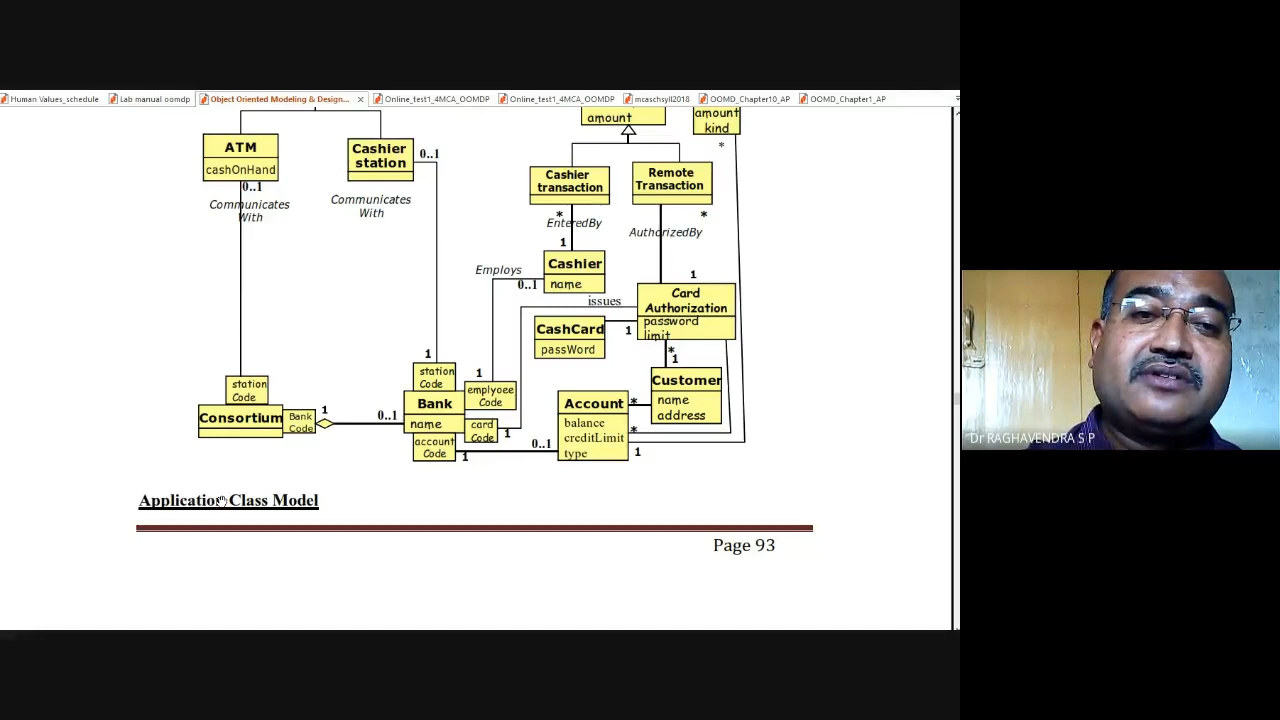 Human Values_schedule
Lab manual oomdp
Object Oriented Modeling & Design...
Online_test1_4MCA_OOMDP
Online_test1_4MCA_OOMDP
mcaschsyll2018
OOMD_Chapter10_AP
OOMD_Chapter1_AP
amount
amount
kind
*
ATM
cashOnHand
0..1
Communicates
With
Cashier
station
0..1
Communicates
With
Cashier
transaction
*
EnteredBy
1
Remote
Transaction
*
AuthorizedBy
1
Employs
0..1
Cashier
name
issues
Card
Authorization
password
limit
CashCard
passWord
1
*
1
Customer
name
address
1
station
Code
1
employee
Code
Bank
name
card
Code
1
account
Code
1
0..1
Account
balance
creditLimit
type
*
*
1
station
Code
Consortium
Bank
Code
1
0..1
Application Class Model
Page 93
Dr RAGHAVENDRA S P